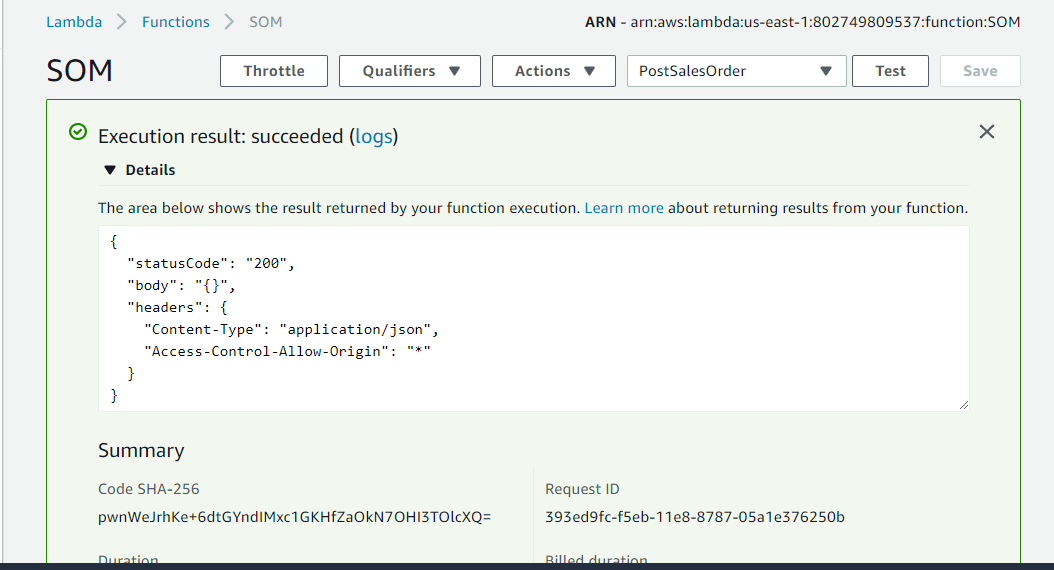 Lambda > Functions > SOM ARN - arn:aws:lambda:us-east-1:802749809537:function:SOM
SOM Throttle Qualifiers Actions PostSalesOrder Test Save
Execution result: succeeded (logs)
Details
The area below shows the result returned by your function execution. Learn more about returning results from your function.
{
"statusCode": "200",
"body": "{}",
"headers": {
"Content-Type": "application/json",
"Access-Control-Allow-Origin": "*"
}
}
Summary
Code SHA-256 Request ID
pwnWeJrhKe+6dtGYndIMxc1GKHfZaOkN7OHI3TOlcXQ= 393ed9fc-f5eb-11e8-8787-05a1e376250b
Duration Billed duration